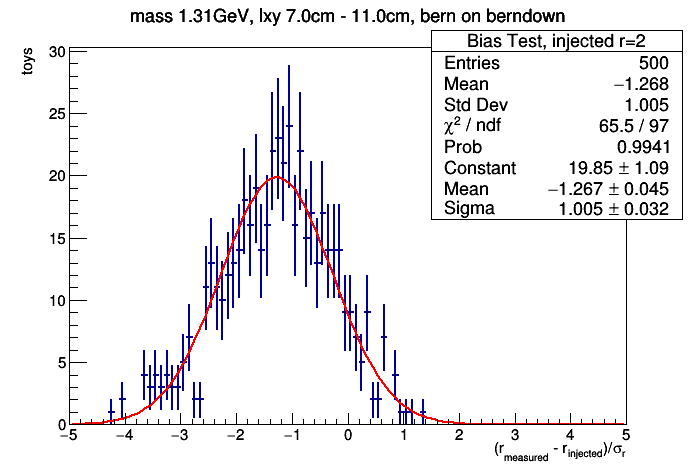 mass 1.31GeV, lxy 7.0cm - 11.0cm, bern on berndown
Bias Test, injected r=2
Entries 500
Mean −1.268
Std Dev 1.005
χ² / ndf 65.5 / 97
Prob 0.9941
Constant 19.85 ± 1.09
Mean −1.267 ± 0.045
Sigma 1.005 ± 0.032
toys
30
25
20
15
10
5
0
−5 −4 −3 −2 −1 0 1 2 3 4 5
(r_measured - r_injected)/σ_r